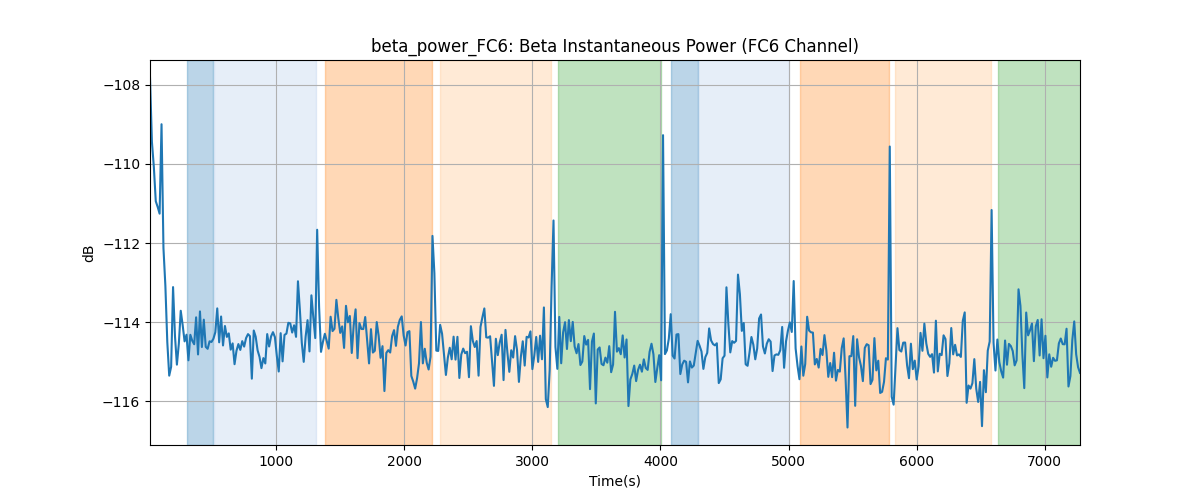 beta_power_FC6: Beta Instantaneous Power (FC6 Channel)
dB
−108
−110
−112
−114
−116
1000 2000 3000 4000 5000 6000 7000
Time(s)